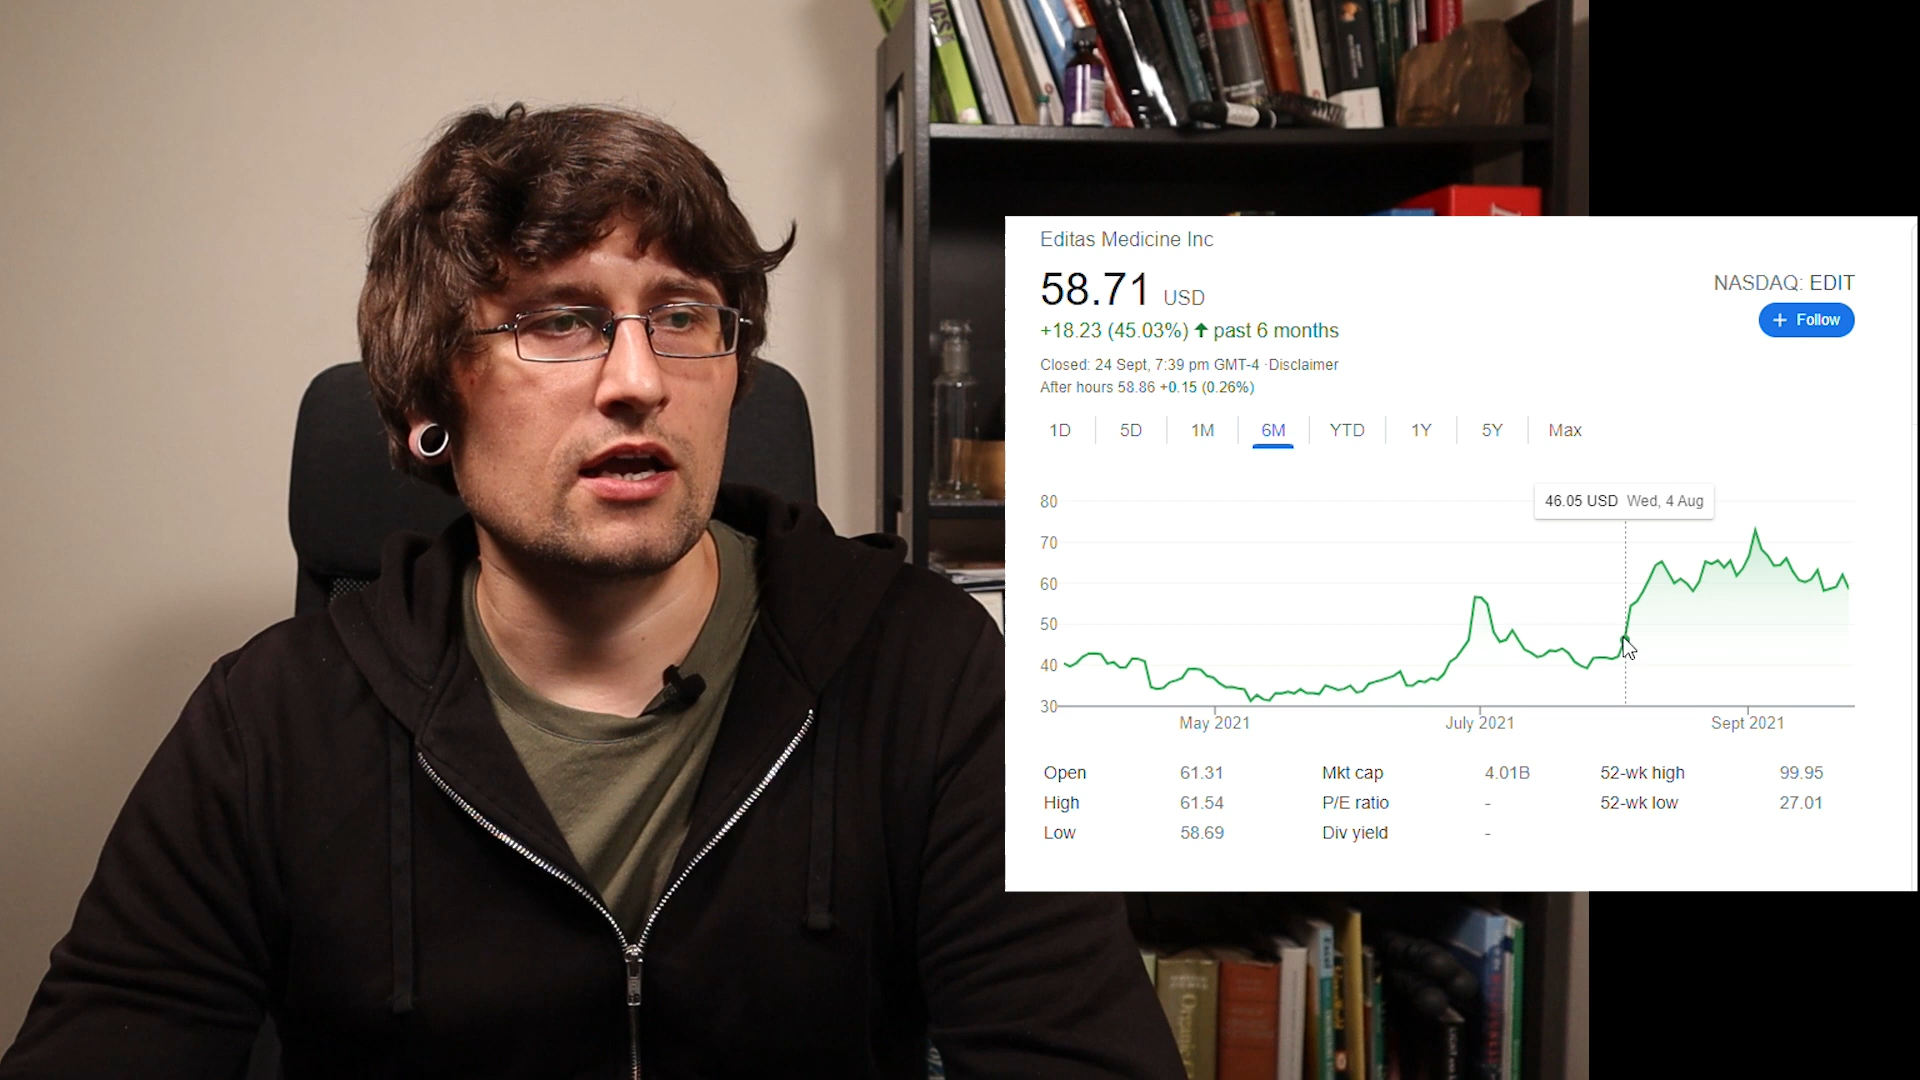 Editas Medicine Inc
58.71 USD
NASDAQ: EDIT
+ Follow
+18.23 (45.03%) ↑ past 6 months
Closed: 24 Sept, 7:39 pm GMT-4 · Disclaimer
After hours 58.86 +0.15 (0.26%)
1D 5D 1M 6M YTD 1Y 5Y Max
46.05 USD Wed, 4 Aug
80
70
60
50
40
30
May 2021 July 2021 Sept 2021
Open 61.31 Mkt cap 4.01B 52-wk high 99.95
High 61.54 P/E ratio - 52-wk low 27.01
Low 58.69 Div yield -